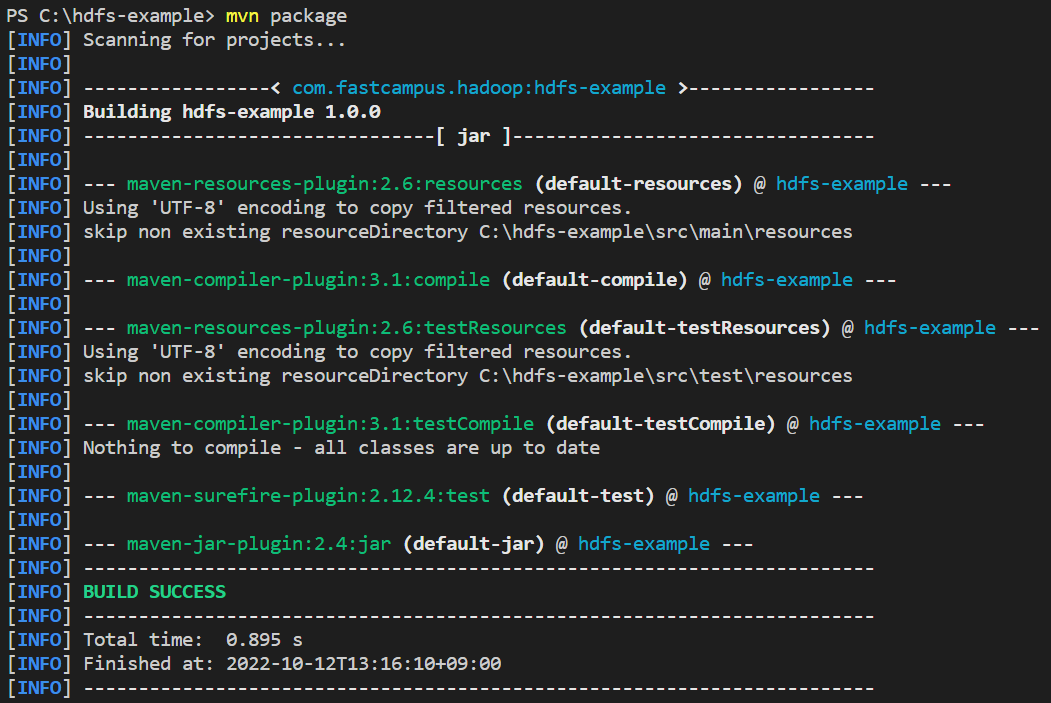 PS C:\hdfs-example> mvn package
[INFO] Scanning for projects...
[INFO]
[INFO] -----------------< com.fastcampus.hadoop:hdfs-example >-----------------
[INFO] Building hdfs-example 1.0.0
[INFO] --------------------------------[ jar ]---------------------------------
[INFO]
[INFO] --- maven-resources-plugin:2.6:resources (default-resources) @ hdfs-example ---
[INFO] Using 'UTF-8' encoding to copy filtered resources.
[INFO] skip non existing resourceDirectory C:\hdfs-example\src\main\resources
[INFO]
[INFO] --- maven-compiler-plugin:3.1:compile (default-compile) @ hdfs-example ---
[INFO]
[INFO] --- maven-resources-plugin:2.6:testResources (default-testResources) @ hdfs-example ---
[INFO] Using 'UTF-8' encoding to copy filtered resources.
[INFO] skip non existing resourceDirectory C:\hdfs-example\src\test\resources
[INFO]
[INFO] --- maven-compiler-plugin:3.1:testCompile (default-testCompile) @ hdfs-example ---
[INFO] Nothing to compile - all classes are up to date
[INFO]
[INFO] --- maven-surefire-plugin:2.12.4:test (default-test) @ hdfs-example ---
[INFO]
[INFO] --- maven-jar-plugin:2.4:jar (default-jar) @ hdfs-example ---
[INFO] ------------------------------------------------------------------------
[INFO] BUILD SUCCESS
[INFO] ------------------------------------------------------------------------
[INFO] Total time:  0.895 s
[INFO] Finished at: 2022-10-12T13:16:10+09:00
[INFO] ------------------------------------------------------------------------